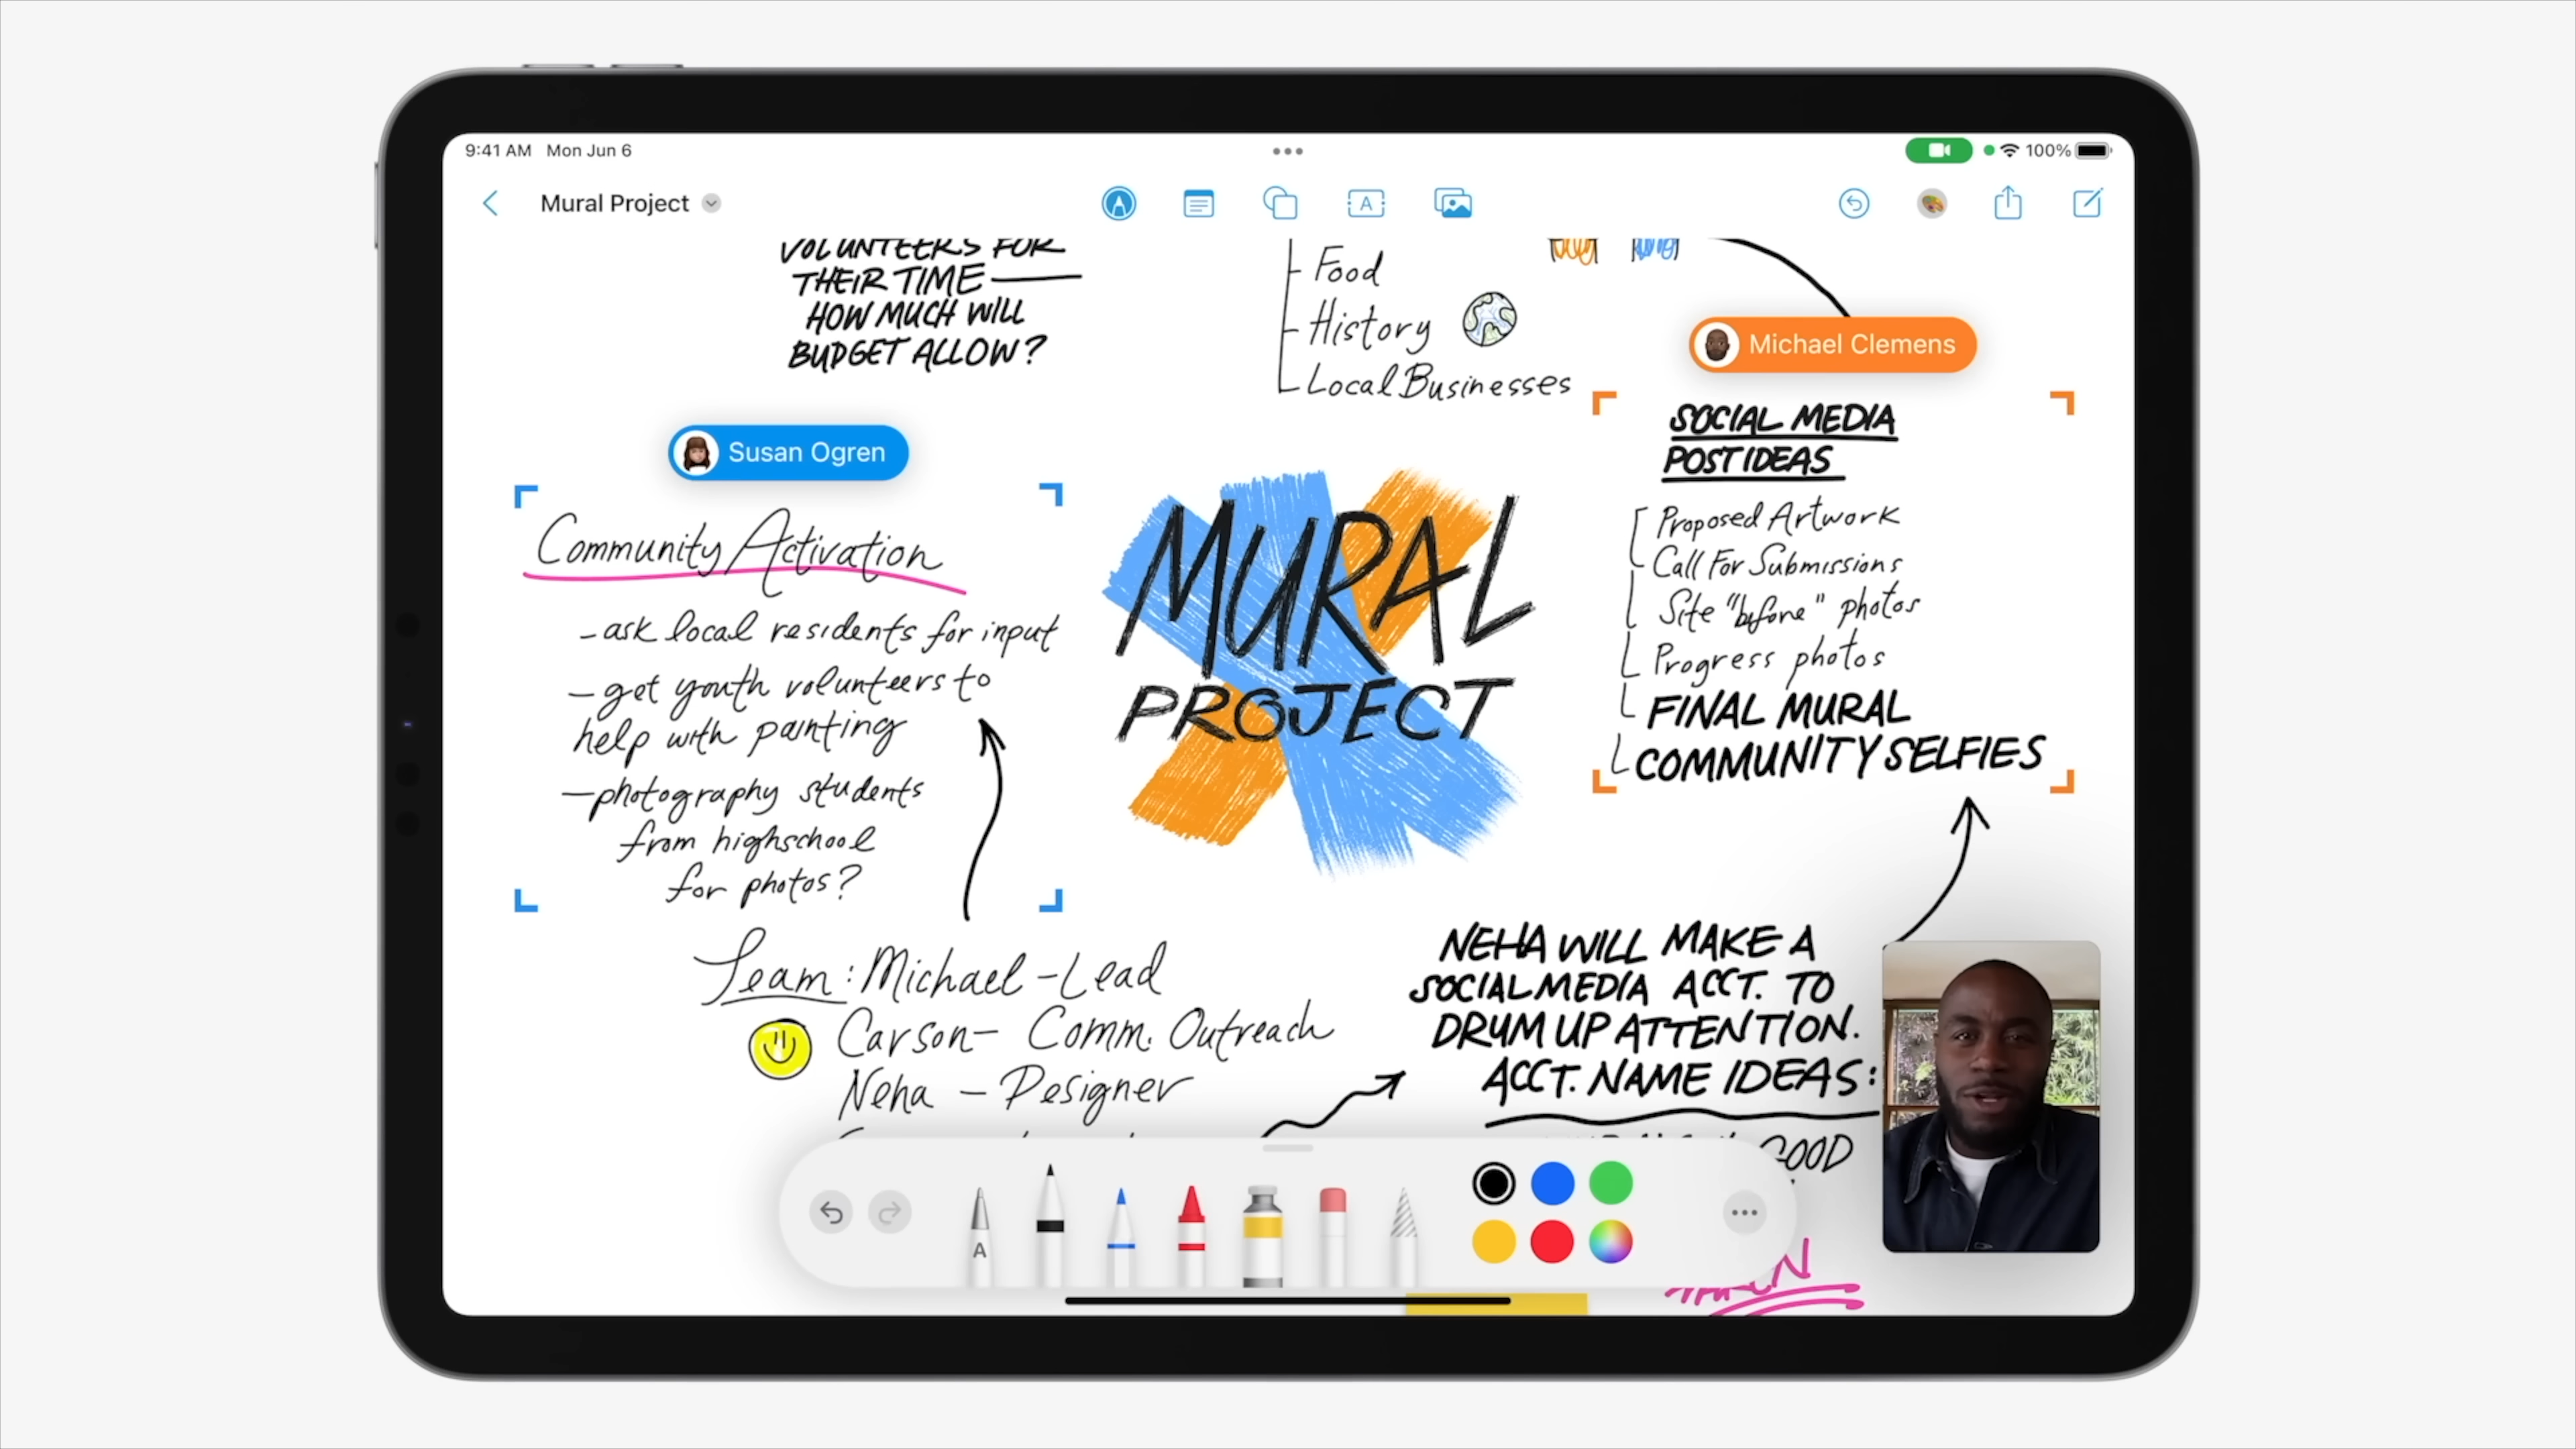 9:41 AM Mon Jun 6
100%
Mural Project
A
VOLUNTEERS FOR
THEIR TIME —
HOW MUCH WILL
BUDGET ALLOW?
Food
History
Local Businesses
Michael Clemens
SOCIAL MEDIA
POST IDEAS
Proposed Artwork
Call For Submissions
Site "before" photos
Progress photos
FINAL MURAL
COMMUNITY SELFIES
Susan Ogren
Community Activation
- ask local residents for input
- get youth volunteers to
help with painting
- photography students
from highschool
for photos?
MURAL
PROJECT
Team: Michael - Lead
Carson - Comm. Outreach
Neha - Designer
NEHA WILL MAKE A
SOCIAL MEDIA ACCT. TO
DRUM UP ATTENTION.
ACCT. NAME IDEAS:
GOOD
A